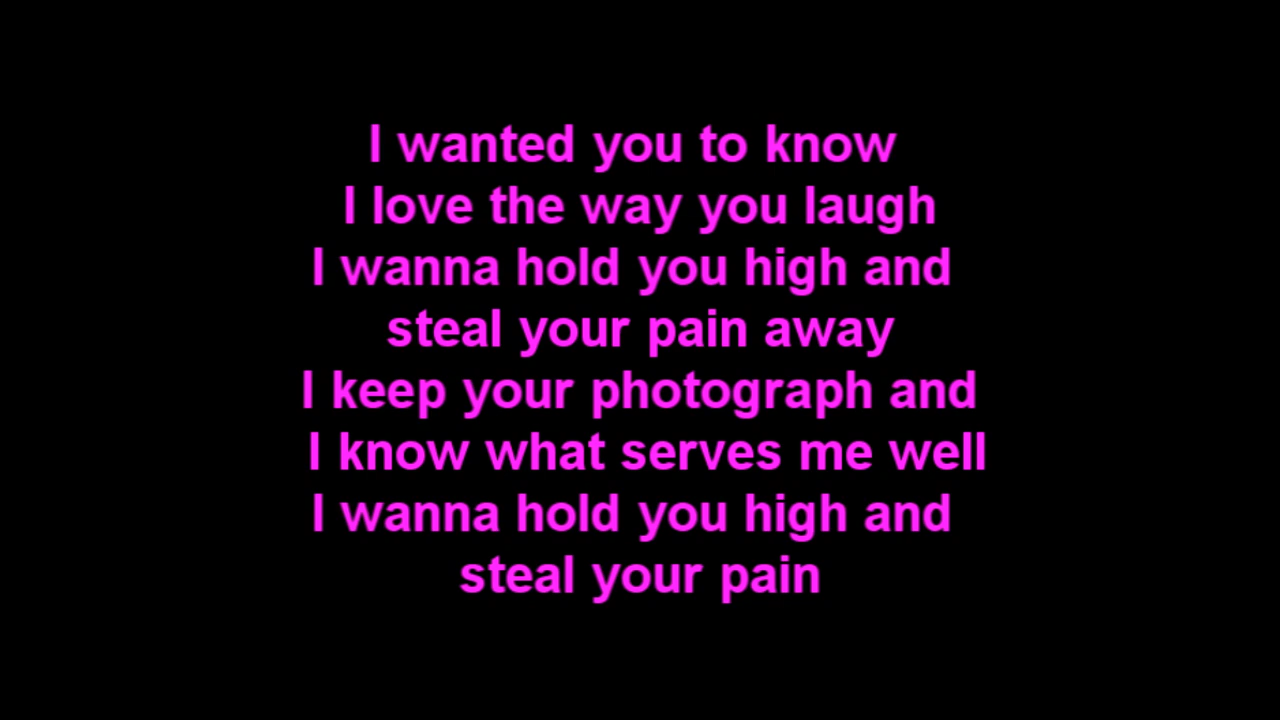 I wanted you to know
I love the way you laugh
I wanna hold you high and
steal your pain away
I keep your photograph and
I know what serves me well
I wanna hold you high and
steal your pain